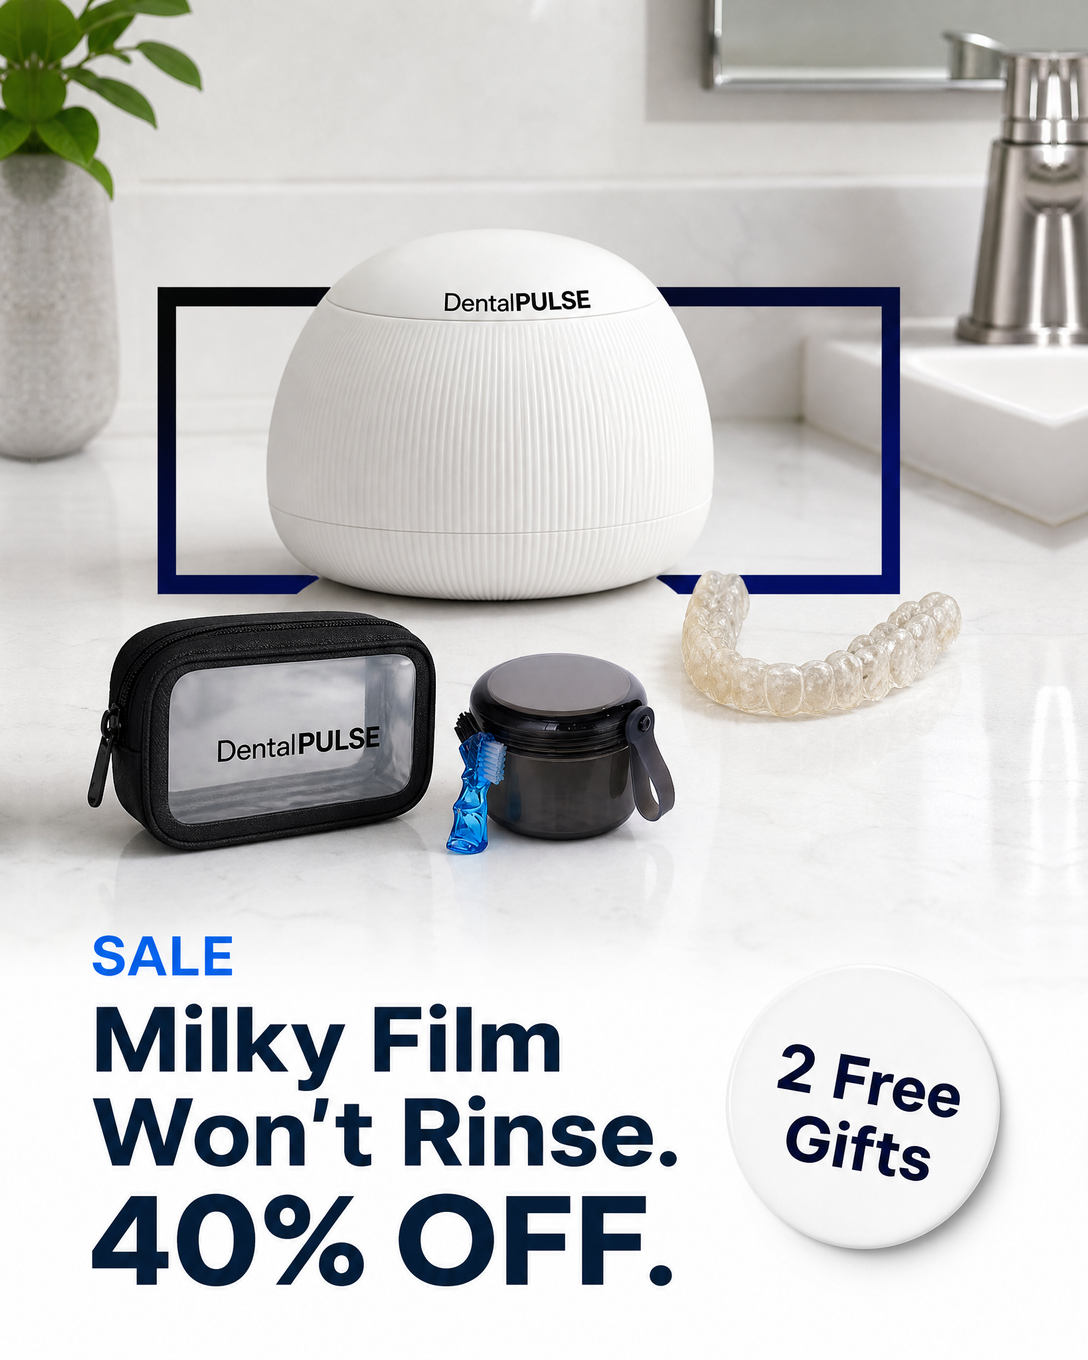 DentalPULSE
DentalPULSE
SALE
Milky Film
Won't Rinse.
40% OFF.
2 Free
Gifts